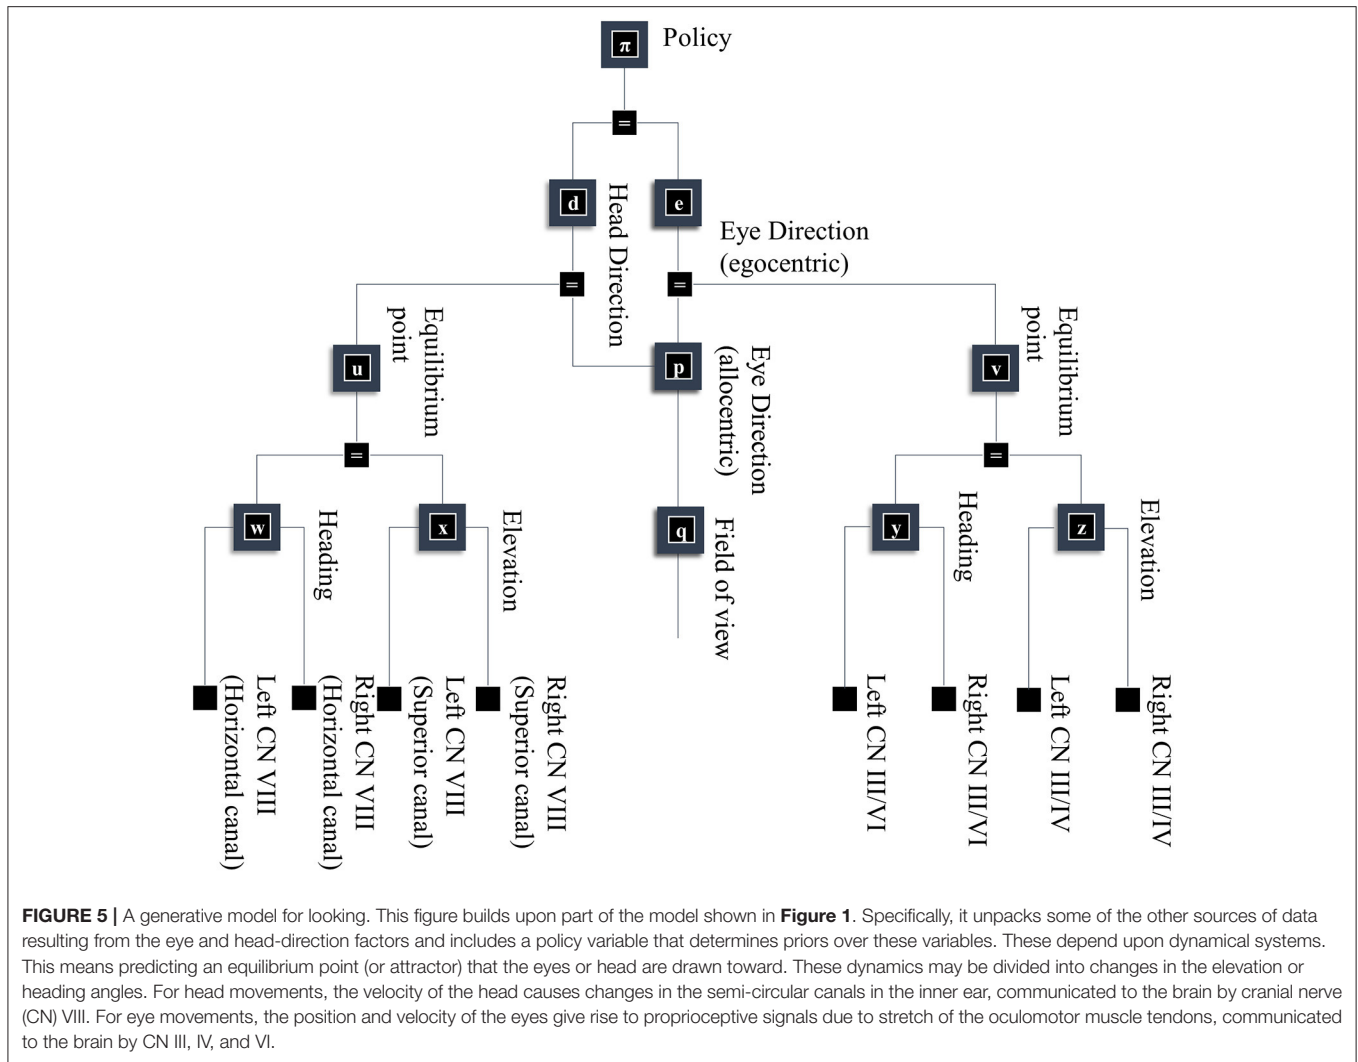 π
Policy
=
d
e
Head Direction
Eye Direction
(egocentric)
=
=
Equilibrium
point
u
p
Eye Direction
(allocentric)
Equilibrium
point
v
=
=
w
Heading
x
Elevation
q
Field of view
y
Heading
z
Elevation
Left CN VIII
(Horizontal canal)
Right CN VIII
(Horizontal canal)
Left CN VIII
(Superior canal)
Right CN VIII
(Superior canal)
Left CN III/VI
Right CN III/VI
Left CN III/IV
Right CN III/IV
FIGURE 5 | A generative model for looking. This figure builds upon part of the model shown in Figure 1. Specifically, it unpacks some of the other sources of data
resulting from the eye and head-direction factors and includes a policy variable that determines priors over these variables. These depend upon dynamical systems.
This means predicting an equilibrium point (or attractor) that the eyes or head are drawn toward. These dynamics may be divided into changes in the elevation or
heading angles. For head movements, the velocity of the head causes changes in the semi-circular canals in the inner ear, communicated to the brain by cranial nerve
(CN) VIII. For eye movements, the position and velocity of the eyes give rise to proprioceptive signals due to stretch of the oculomotor muscle tendons, communicated
to the brain by CN III, IV, and VI.